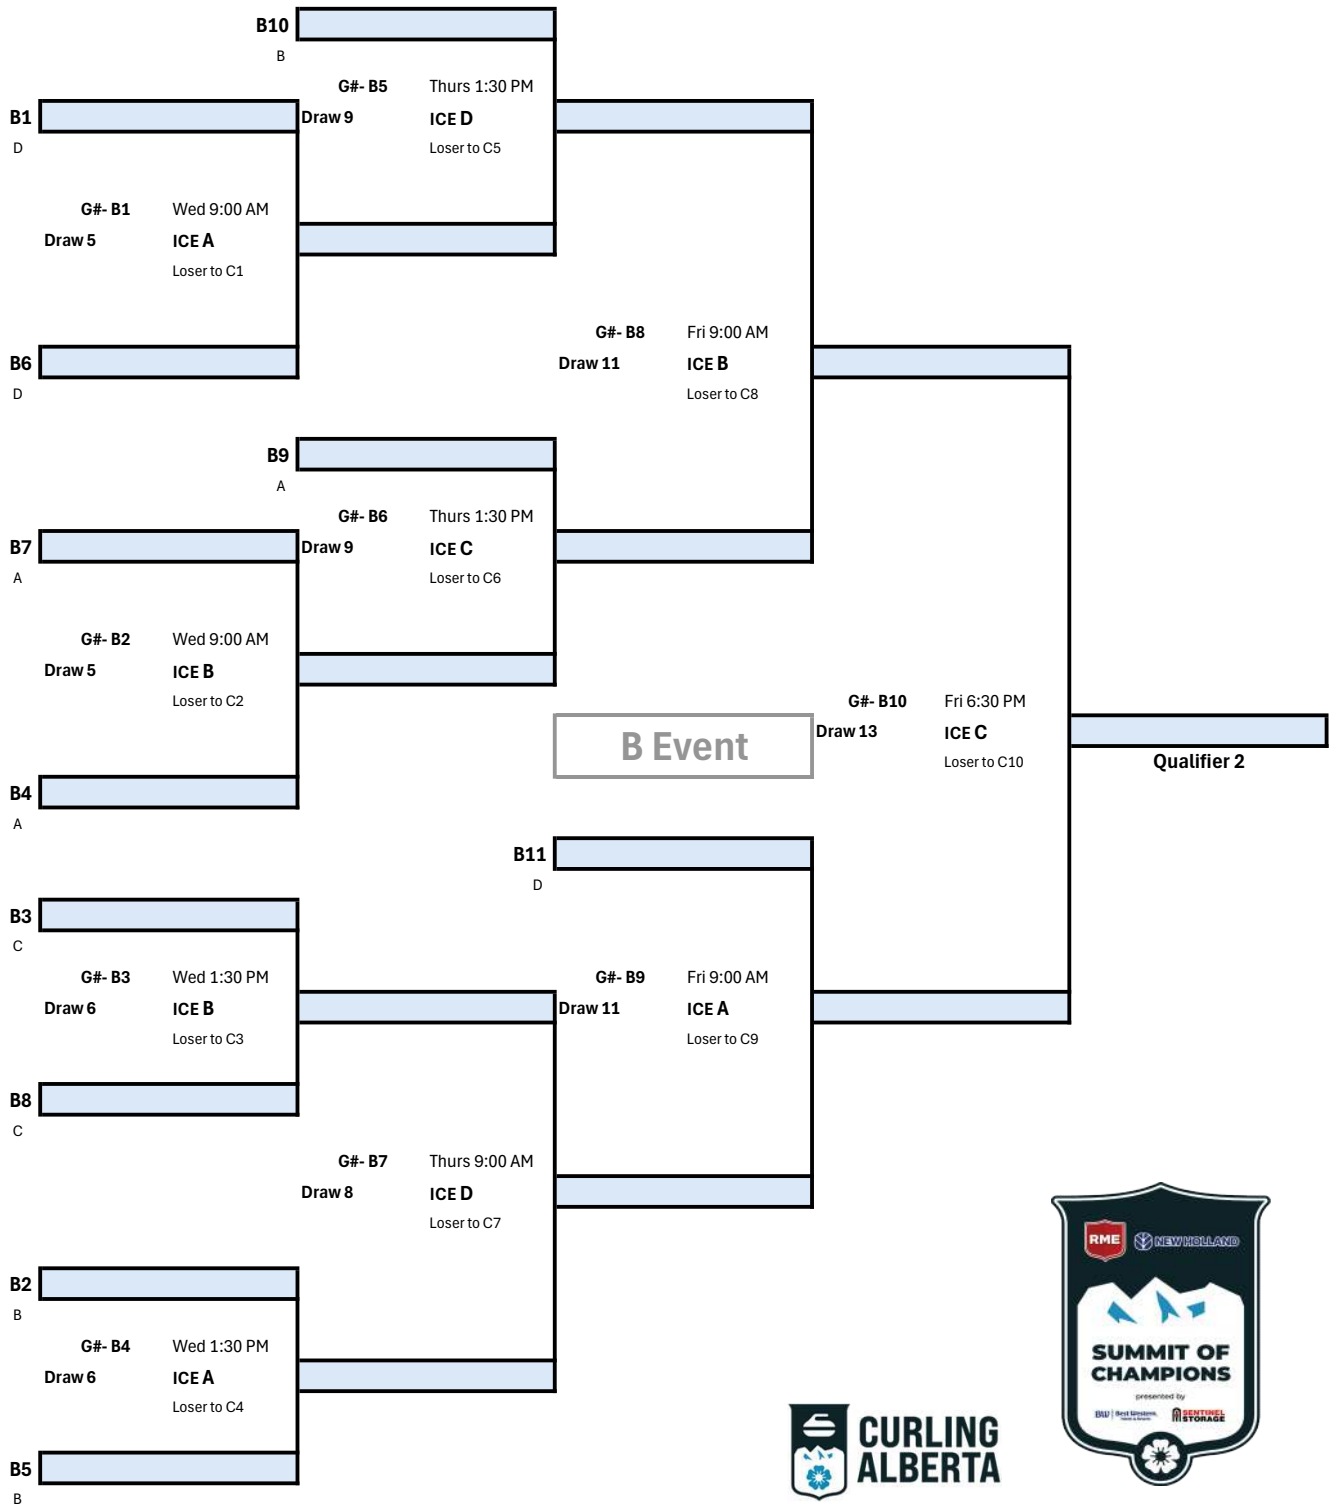 B10
B
G#- B5 Thurs 1:30 PM
B1 Draw 9 ICE D
D Loser to C5
G#- B1 Wed 9:00 AM
Draw 5 ICE A
Loser to C1
G#- B8 Fri 9:00 AM
B6 Draw 11 ICE B
D Loser to C8
B9
A
G#- B6 Thurs 1:30 PM
B7 Draw 9 ICE C
A Loser to C6
G#- B2 Wed 9:00 AM
Draw 5 ICE B
Loser to C2
G#- B10 Fri 6:30 PM
B Event Draw 13 ICE C
Loser to C10 Qualifier 2
B4
A
B11
D
B3
C
G#- B3 Wed 1:30 PM G#- B9 Fri 9:00 AM
Draw 6 ICE B Draw 11 ICE A
Loser to C3 Loser to C9
B8
C
G#- B7 Thurs 9:00 AM
Draw 8 ICE D
Loser to C7
B2
B
G#- B4 Wed 1:30 PM
Draw 6 ICE A
Loser to C4
B5
B
RME NEW HOLLAND
SUMMIT OF
CHAMPIONS
presented by
BW Best Western
SENTINEL
STORAGE
CURLING
ALBERTA